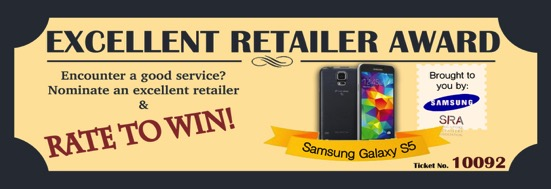 EXCELLENT RETAILER AWARD
Encounter a good service?
Nominate an excellent retailer
&
RATE TO WIN!
Samsung Galaxy S5
Brought to
you by:
SAMSUNG
SRA
Ticket No. 10092